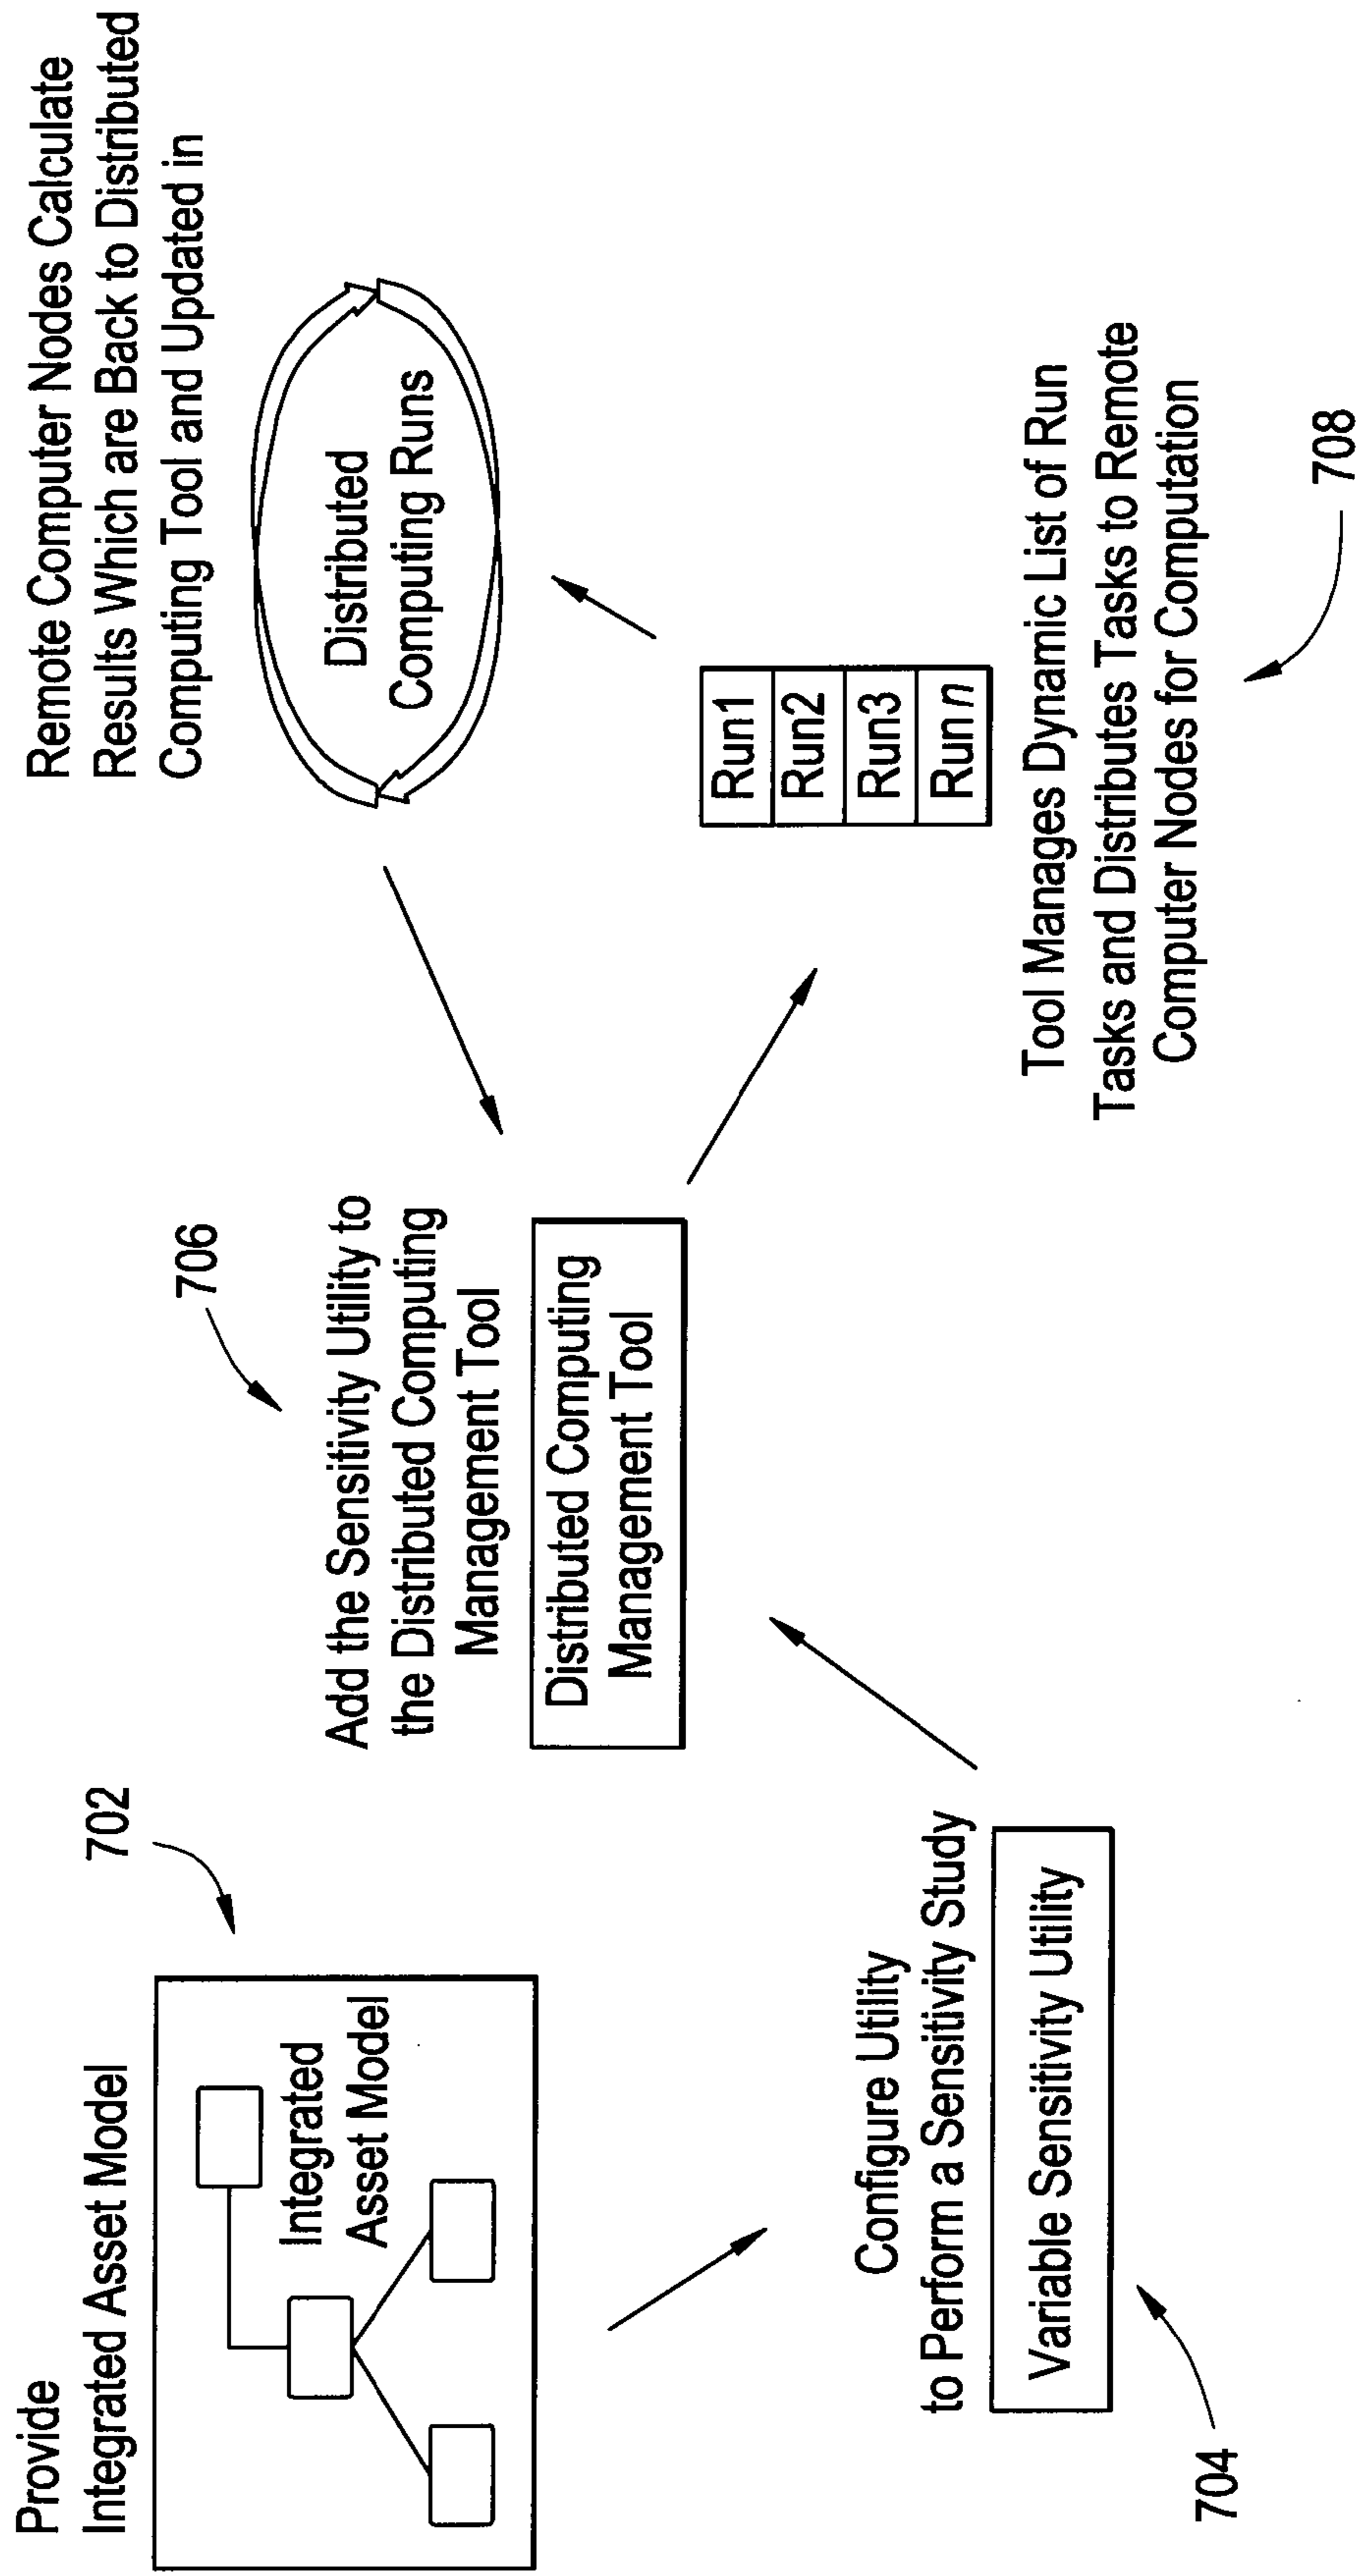 Provide
Integrated Asset Model
702
Integrated
Asset Model
Configure Utility
to Perform a Sensitivity Study
Variable Sensitivity Utility
704
706
Add the Sensitivity Utility to
the Distributed Computing
Management Tool
Distributed Computing
Management Tool
Remote Computer Nodes Calculate
Results Which are Back to Distributed
Computing Tool and Updated in
Distributed
Computing Runs
Run1
Run2
Run3
Run n
Tool Manages Dynamic List of Run
Tasks and Distributes Tasks to Remote
Computer Nodes for Computation
708